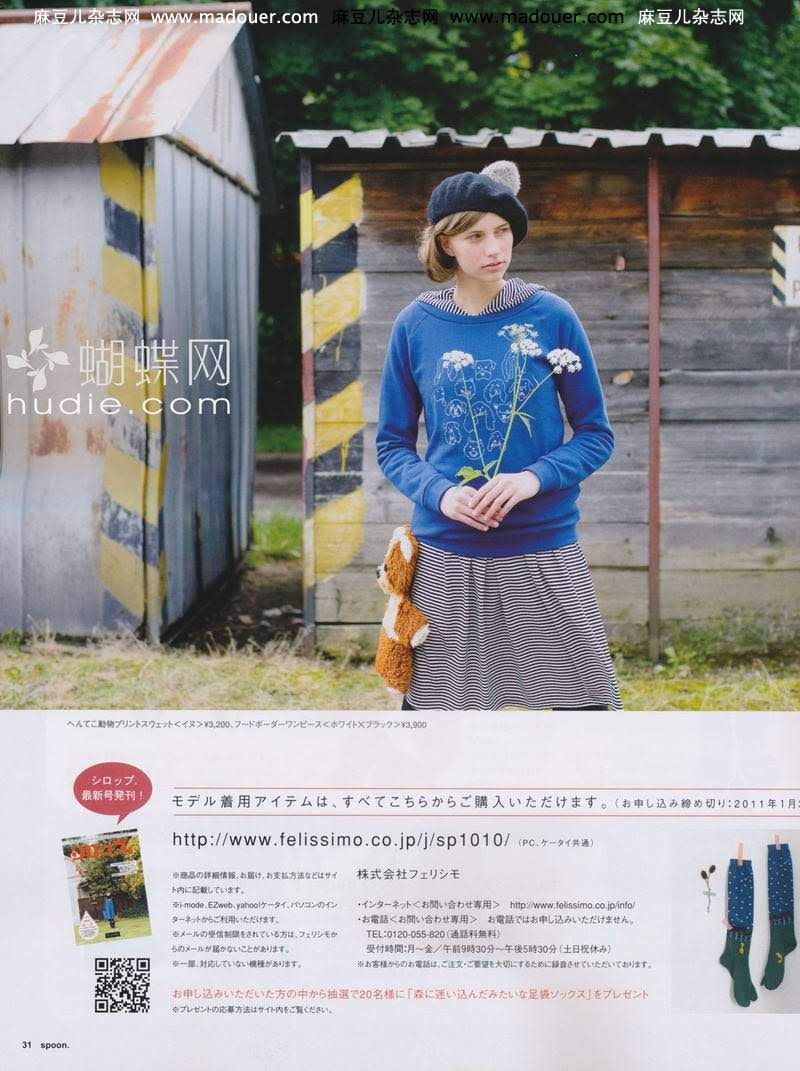 麻豆儿杂志网 www.madouer.com 麻豆儿杂志网 www.madouer.com 麻豆儿杂志网
蝴蝶网
hudie.com
へんてこ動物プリントスウェット<イヌ>¥3,200、フードボーダーワンピース<ホワイト×ブラック>¥3,900
シロップ.
最新号発刊！
モデル着用アイテムは、すべてこちらからご購入いただけます。（お申し込み締め切り：2011年1月
http://www.felissimo.co.jp/j/sp1010/ （PC、ケータイ共通）
※商品の詳細情報、お届け、お支払方法などはサイ
ト内に記載しています。
※i-mode、EZweb、yahoo!ケータイ、パソコンのイン
ターネットからご利用いただけます。
※メールの受信制限をされている方は、フェリシモか
らのメールが届かないことがあります。
※一部、対応していない機種があります。
株式会社フェリシモ
・インターネット<お問い合わせ専用> http://www.felissimo.co.jp/info/
・お電話<お問い合わせ専用> お電話ではお申し込みいただけません。
TEL：0120-055-820（通話料無料）
受付時間：月〜金／午前9時30分〜午後5時30分（土日祝休み）
※お客様からのお電話は、ご注文・ご要望を大切にするために録音させていただいております。
お申し込みいただいた方の中から抽選で20名様に「森に迷い込んだみたいな足袋ソックス」をプレゼント
※プレゼントの応募方法はサイト内をご覧ください。
31 spoon.